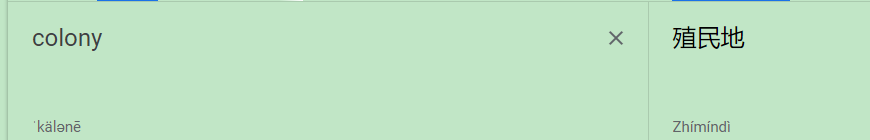 colony
殖民地
ˈkälənē
Zhímíndì